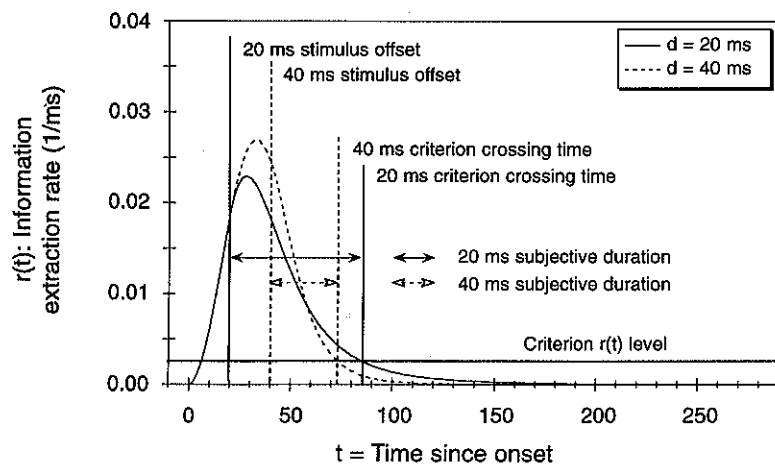 0.04
0.03
0.02
0.01
0.00
r(t): Information
extraction rate (1/ms)
20 ms stimulus offset
40 ms stimulus offset
d = 20 ms
d = 40 ms
40 ms criterion crossing time
20 ms criterion crossing time
20 ms subjective duration
40 ms subjective duration
Criterion r(t) level
0 50 100 150 200 250
t = Time since onset